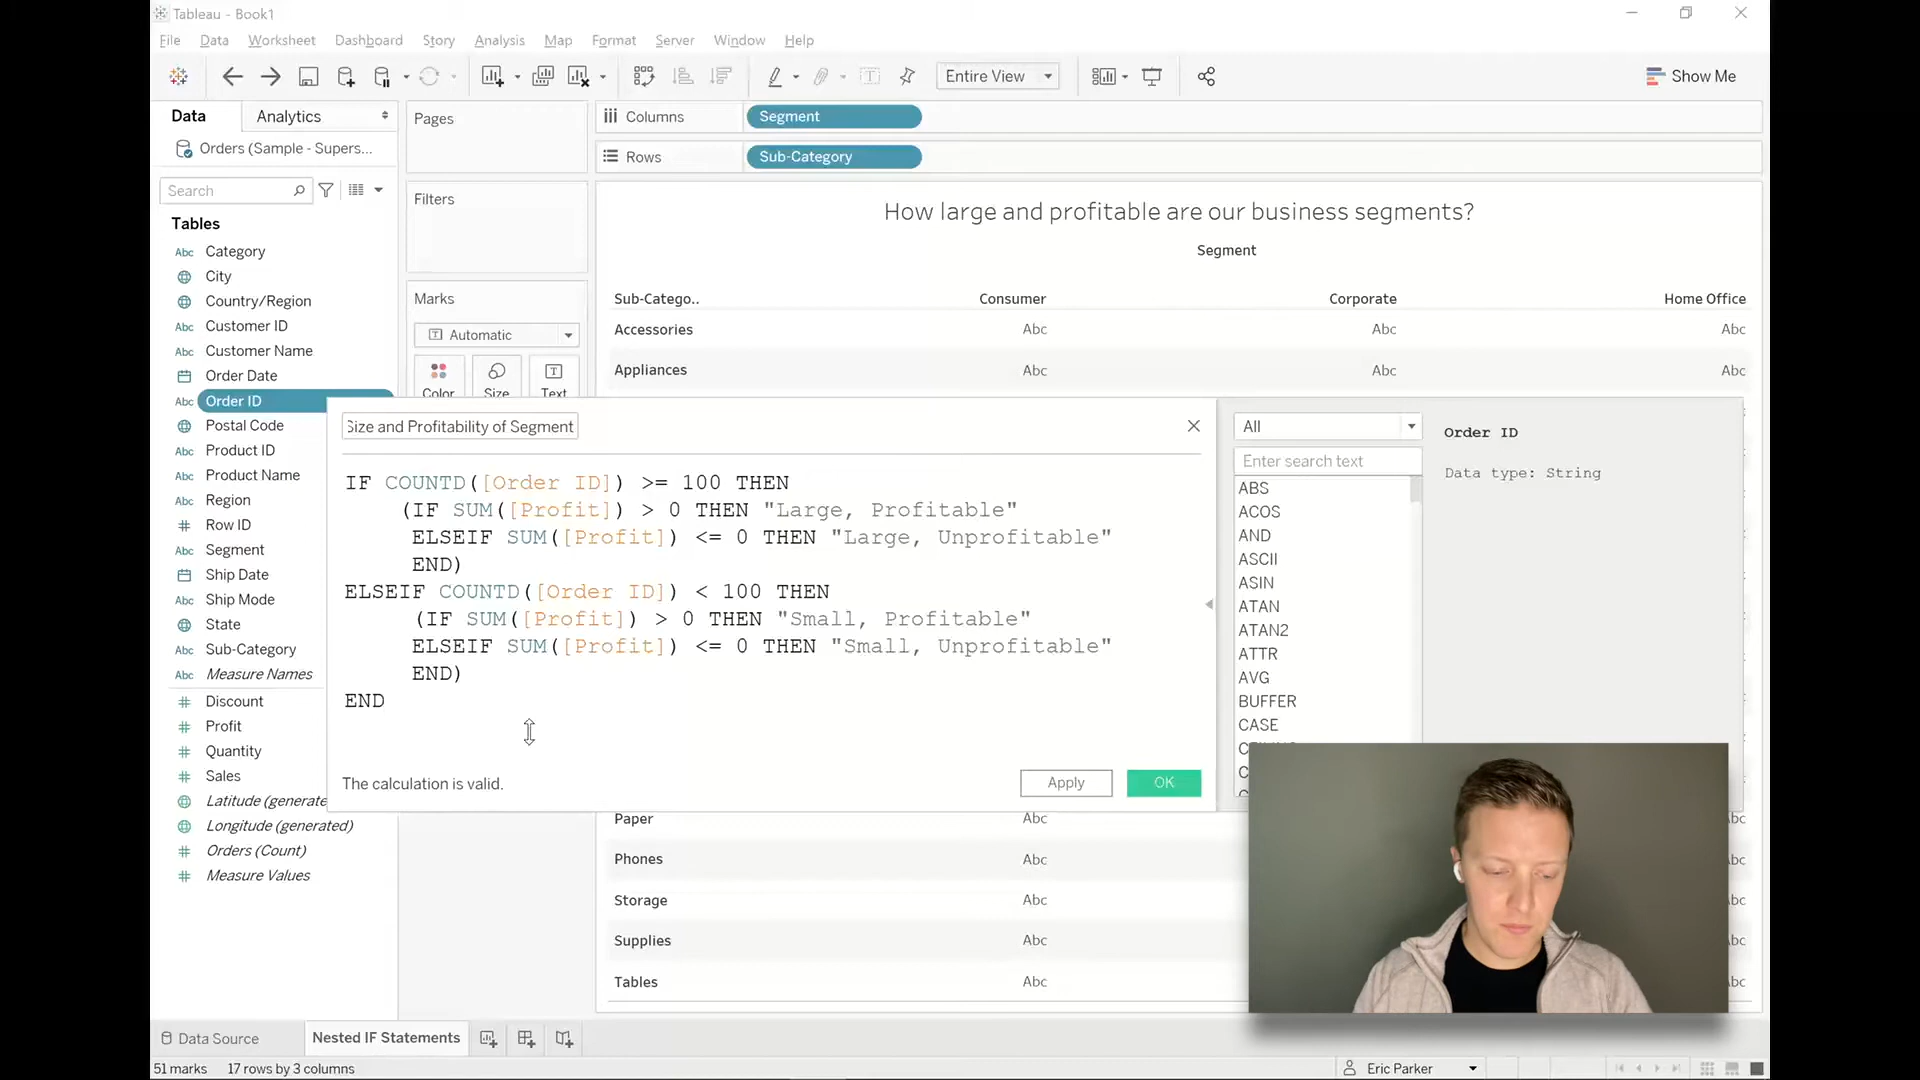 Tableau - Book1
File Data Worksheet Dashboard Story Analysis Map Format Server Window Help
Entire View
Show Me
Data
Analytics
Orders (Sample - Supers...
Search
Tables
Abc Category
City
Country/Region
Abc Customer ID
Abc Customer Name
Order Date
Abc Order ID
Postal Code
Abc Product ID
Abc Product Name
Abc Region
# Row ID
Abc Segment
Ship Date
Abc Ship Mode
State
Abc Sub-Category
Abc Measure Names
# Discount
# Profit
# Quantity
# Sales
Latitude (generate
Longitude (generated)
# Orders (Count)
# Measure Values
Pages
Filters
Marks
Automatic
Color Size Text
Columns Segment
Rows Sub-Category
How large and profitable are our business segments?
Segment
Sub-Catego.. Consumer Corporate Home Office
Accessories Abc Abc Abc
Appliances Abc Abc Abc
Size and Profitability of Segment
IF COUNTD([Order ID]) >= 100 THEN
(IF SUM([Profit]) > 0 THEN "Large, Profitable"
ELSEIF SUM([Profit]) <= 0 THEN "Large, Unprofitable"
END)
ELSEIF COUNTD([Order ID]) < 100 THEN
(IF SUM([Profit]) > 0 THEN "Small, Profitable"
ELSEIF SUM([Profit]) <= 0 THEN "Small, Unprofitable"
END)
END
The calculation is valid.
Apply
OK
All
Enter search text
ABS
ACOS
AND
ASCII
ASIN
ATAN
ATAN2
ATTR
AVG
BUFFER
CASE
Order ID
Data type: String
Paper Abc
Phones Abc
Storage Abc
Supplies Abc
Tables Abc
Data Source
Nested IF Statements
51 marks 17 rows by 3 columns
Eric Parker